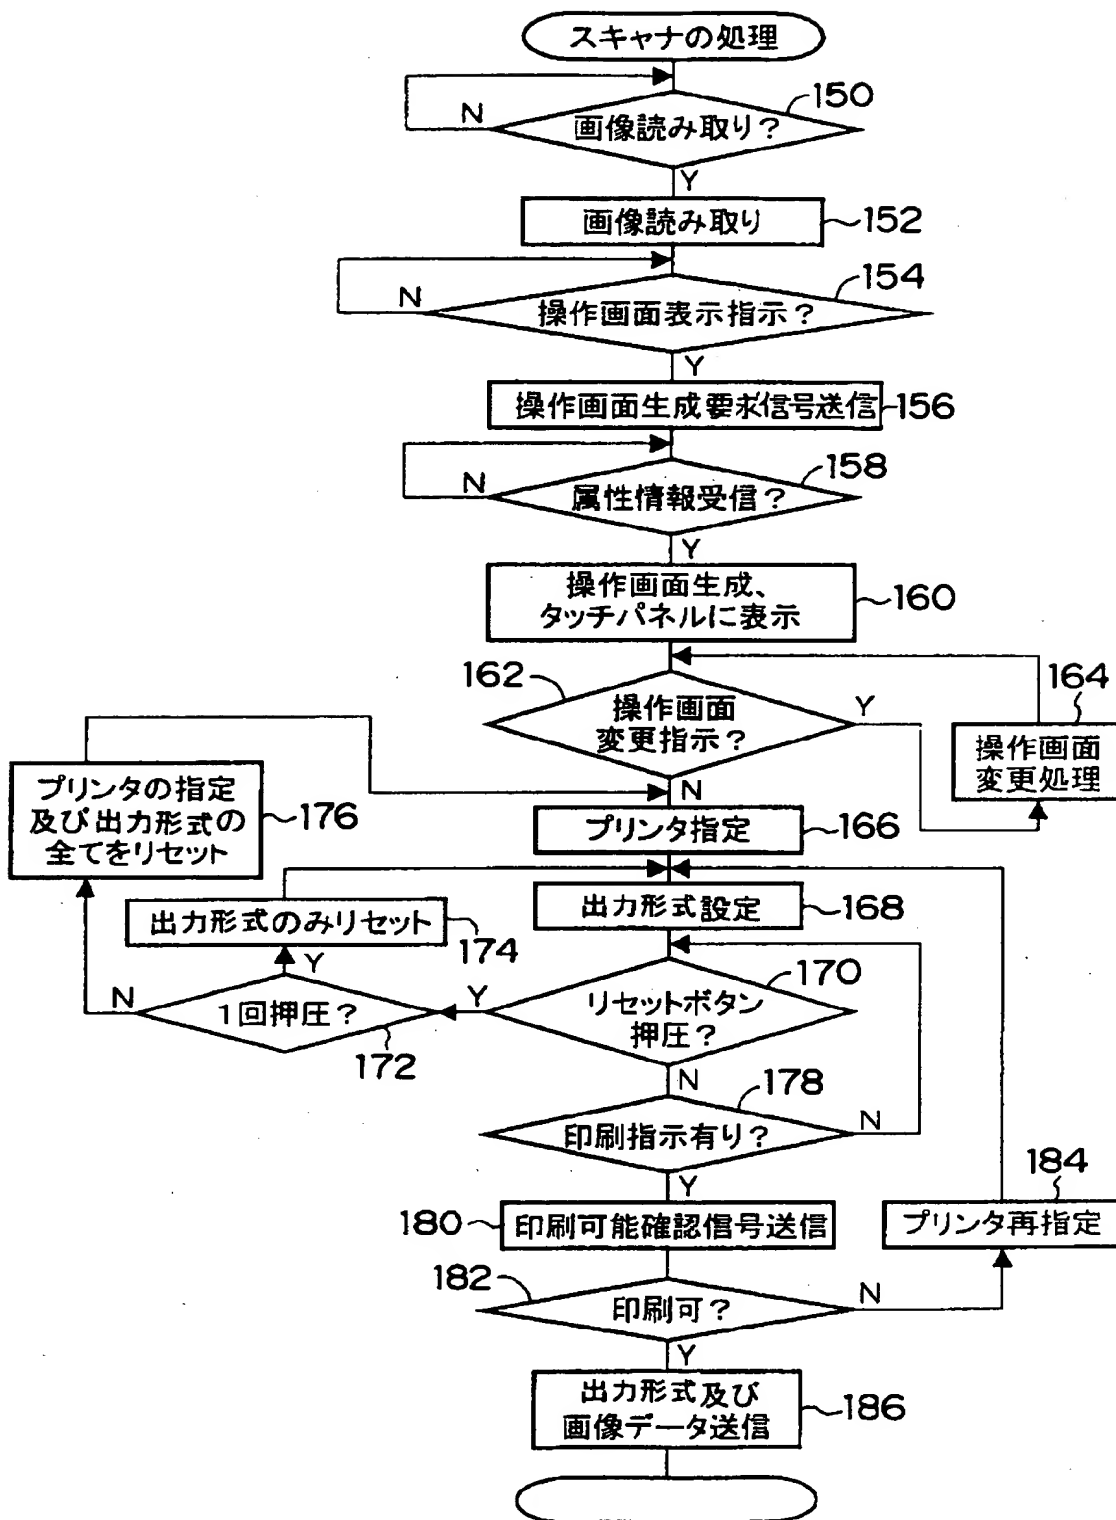 スキャナの処理
150
N
画像読み取り？
Y
画像読み取り
152
154
N
操作画面表示指示？
Y
操作画面生成要求信号送信
156
158
N
属性情報受信？
Y
操作画面生成、
タッチパネルに表示
160
162
操作画面
変更指示？
Y
164
操作画面
変更処理
N
プリンタの指定
及び出力形式の
全てをリセット
176
プリンタ指定
166
出力形式のみリセット
174
出力形式設定
168
170
リセットボタン
押圧？
Y
Y
N
1回押圧？
172
N
178
印刷指示有り？
N
Y
180
印刷可能確認信号送信
184
プリンタ再指定
182
印刷可？
N
Y
出力形式及び
画像データ送信
186